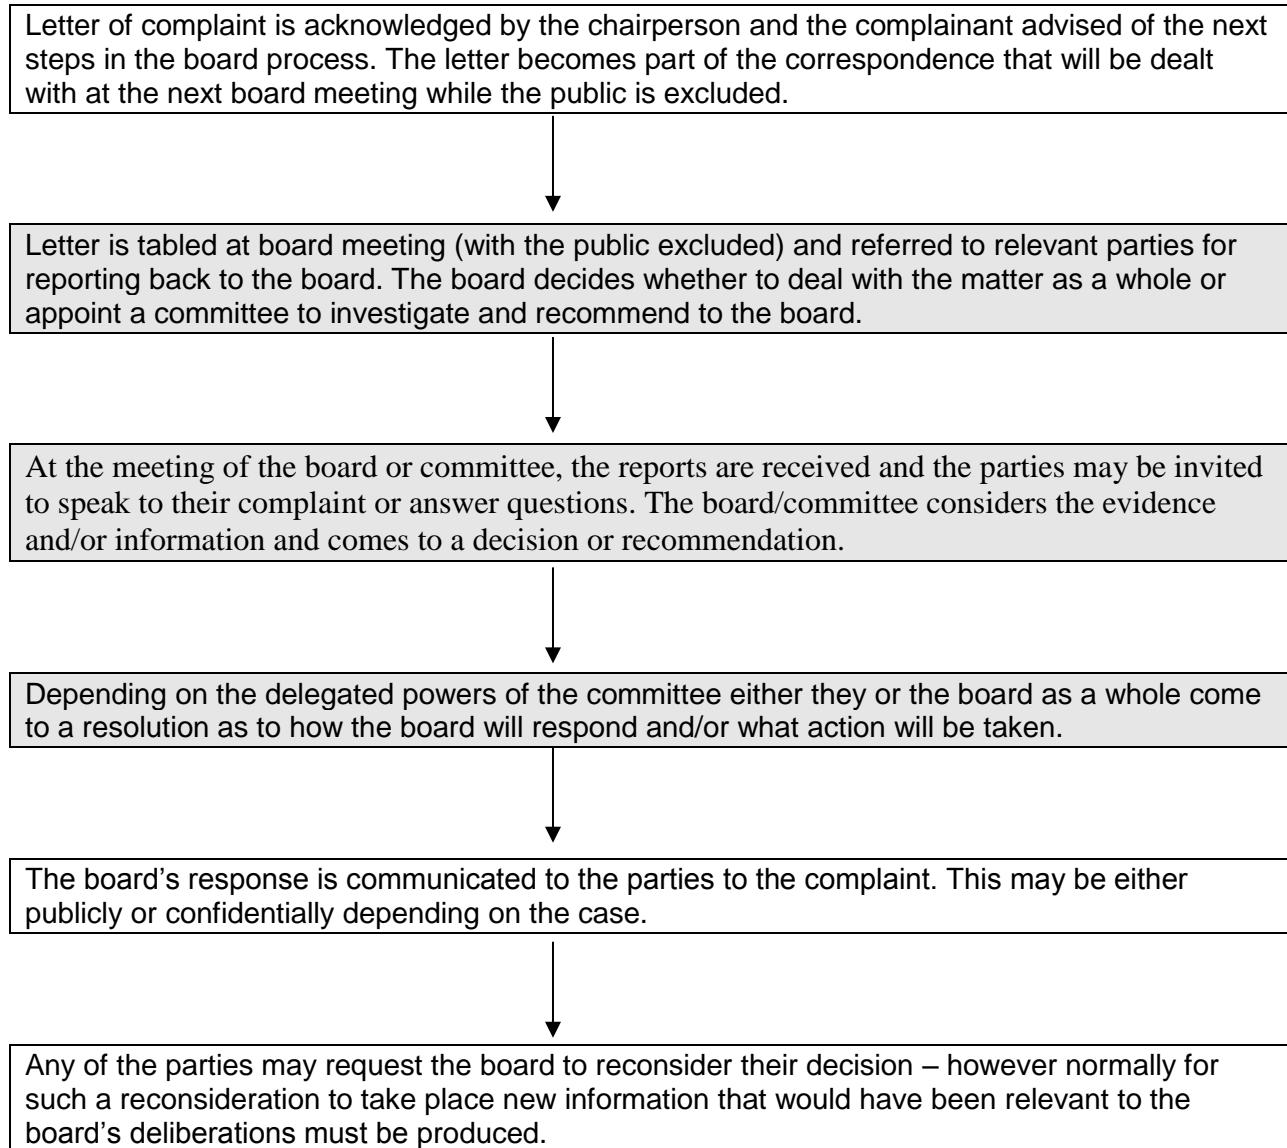 Letter of complaint is acknowledged by the chairperson and the complainant advised of the next
steps in the board process. The letter becomes part of the correspondence that will be dealt
with at the next board meeting while the public is excluded.
Letter is tabled at board meeting (with the public excluded) and referred to relevant parties for
reporting back to the board. The board decides whether to deal with the matter as a whole or
appoint a committee to investigate and recommend to the board.
At the meeting of the board or committee, the reports are received and the parties may be invited
to speak to their complaint or answer questions. The board/committee considers the evidence
and/or information and comes to a decision or recommendation.
Depending on the delegated powers of the committee either they or the board as a whole come
to a resolution as to how the board will respond and/or what action will be taken.
The board’s response is communicated to the parties to the complaint. This may be either
publicly or confidentially depending on the case.
Any of the parties may request the board to reconsider their decision – however normally for
such a reconsideration to take place new information that would have been relevant to the
board’s deliberations must be produced.